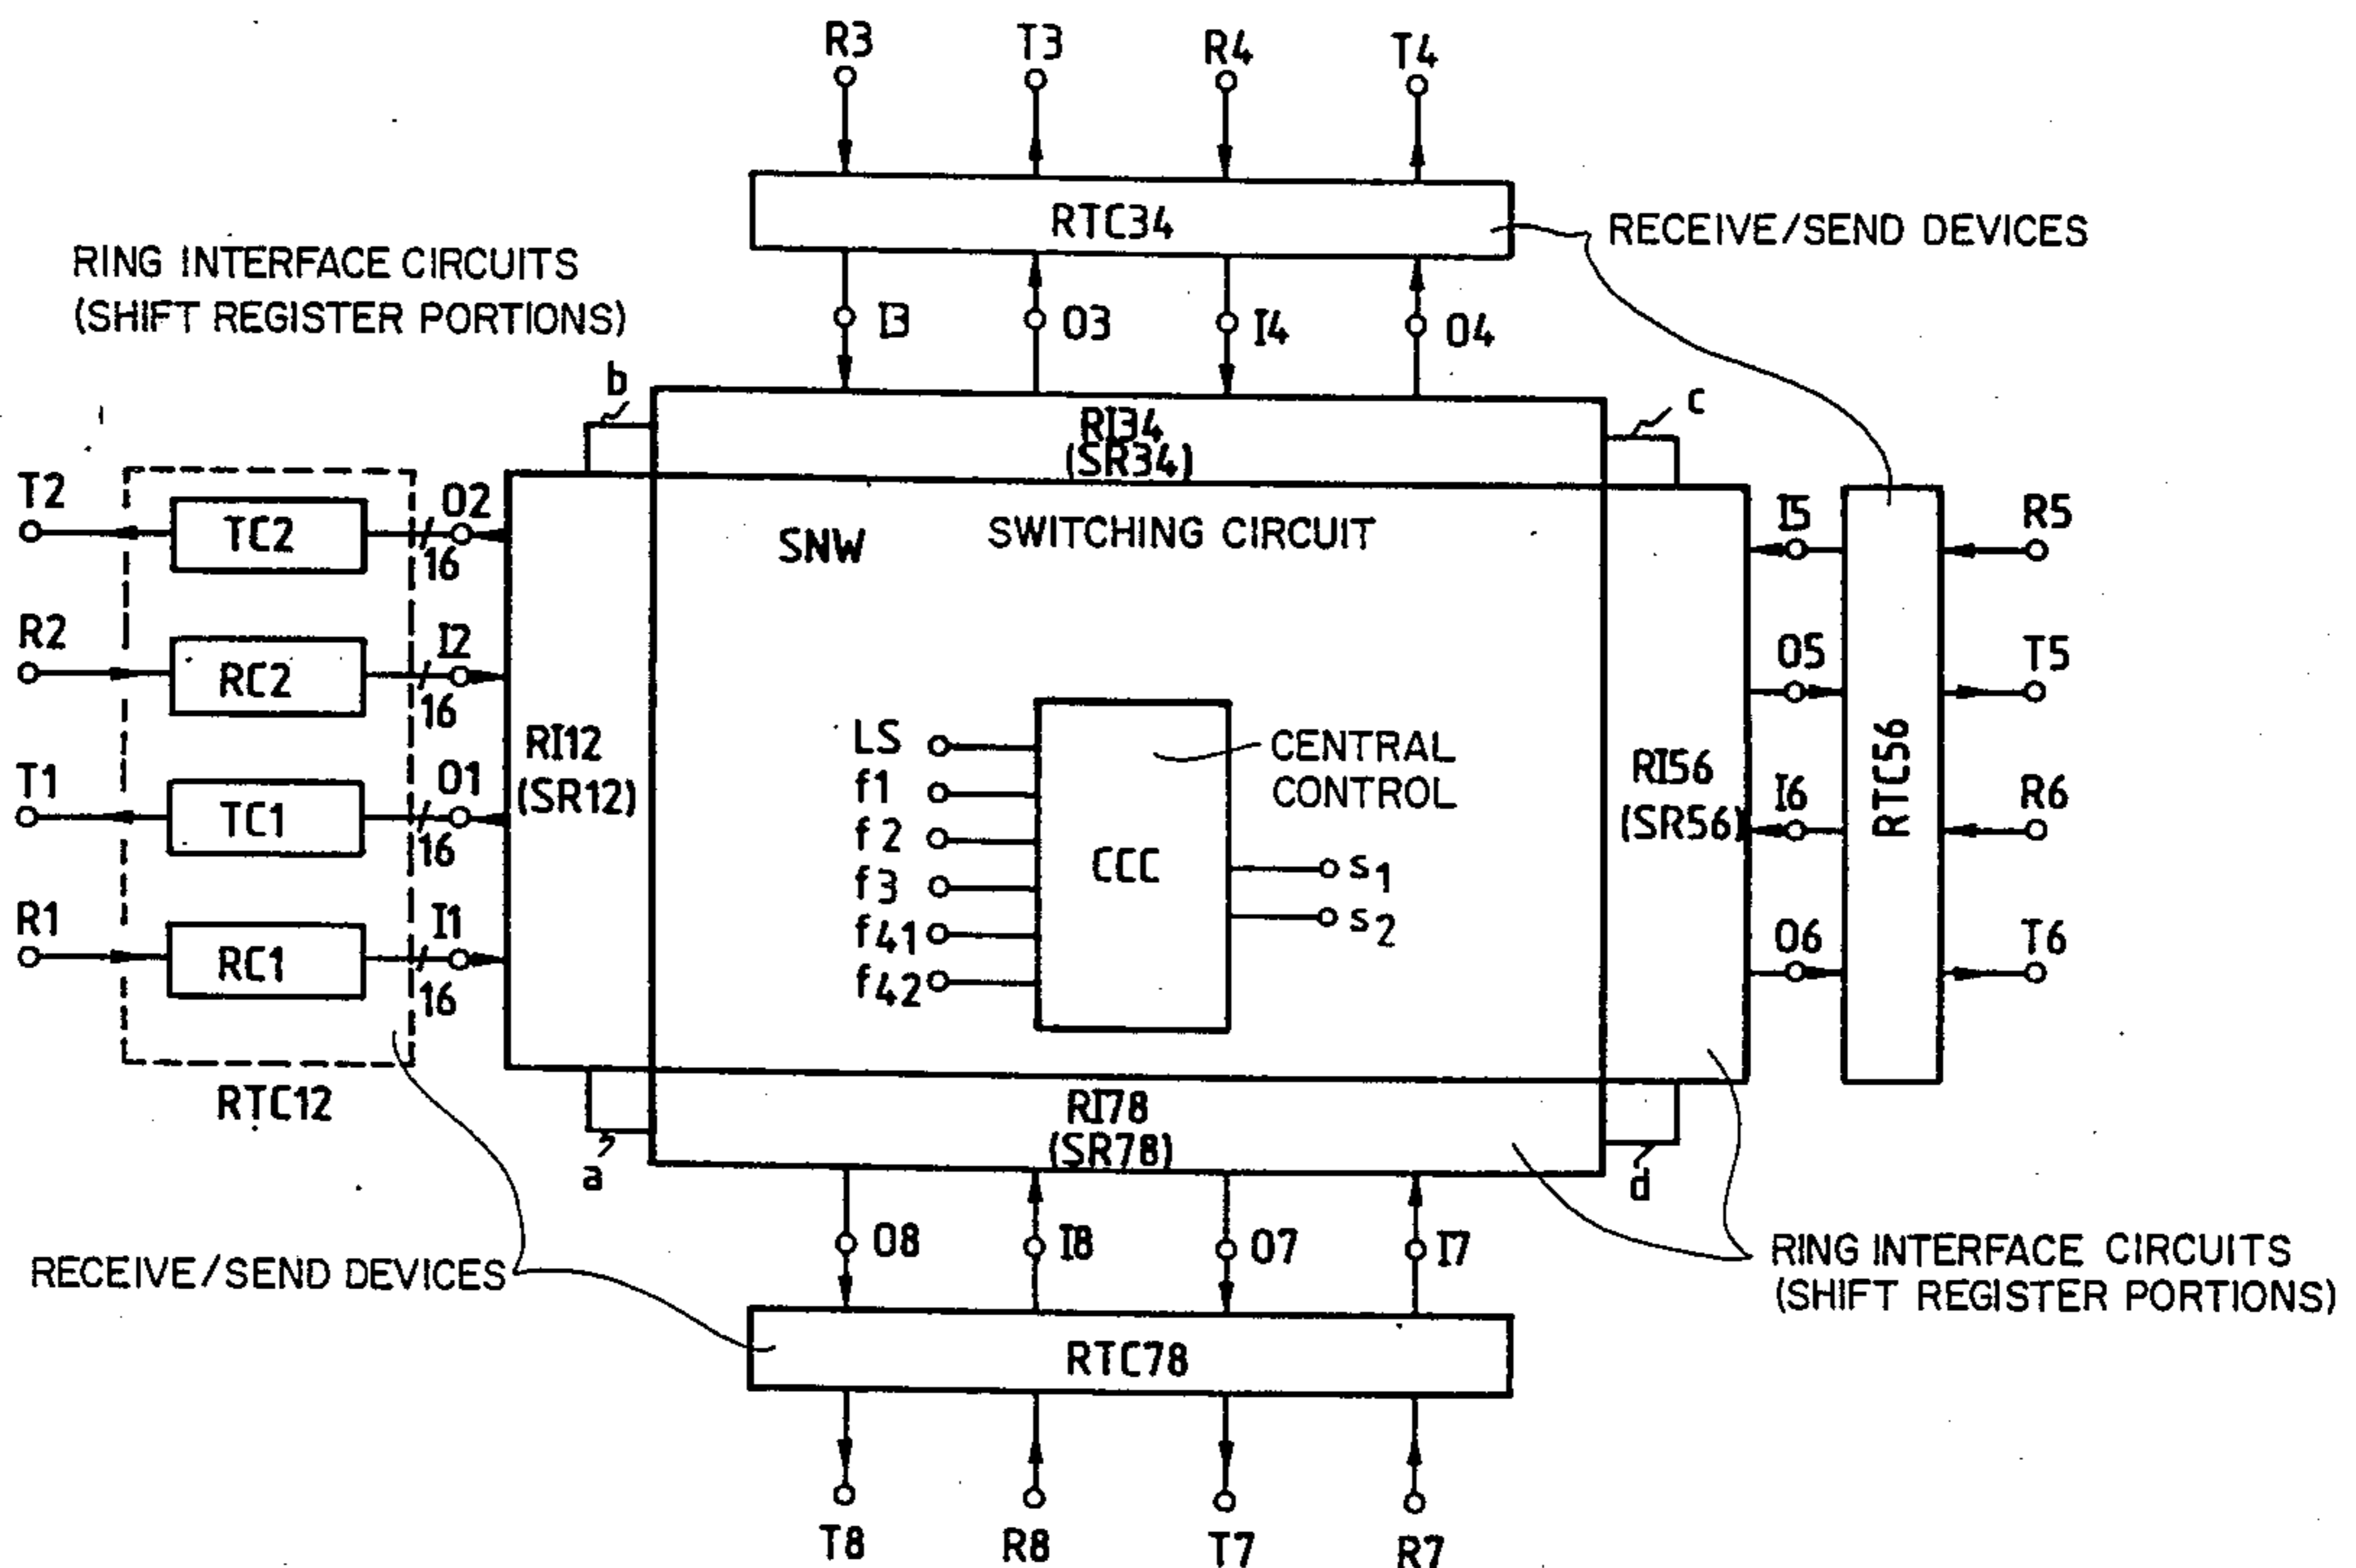 R3 T3 R4 T4
RTC34
RECEIVE/SEND DEVICES
RING INTERFACE CIRCUITS
(SHIFT REGISTER PORTIONS)
I3 O3 I4 O4
b
c
RI34
(SR34)
T2
TC2
O2
16
SNW
SWITCHING CIRCUIT
I5
R5
R2
RC2
I2
16
O5
T5
RI12
(SR12)
LS
f1
f2
f3
f41
f42
CCC
CENTRAL
CONTROL
s1
s2
RI56
(SR56)
I6
RTC56
R6
T1
TC1
O1
16
R1
RC1
I1
16
O6
T6
RTC12
RI78
(SR78)
a
d
O8 I8 O7 I7
RECEIVE/SEND DEVICES
RING INTERFACE CIRCUITS
(SHIFT REGISTER PORTIONS)
RTC78
T8 R8 T7 R7